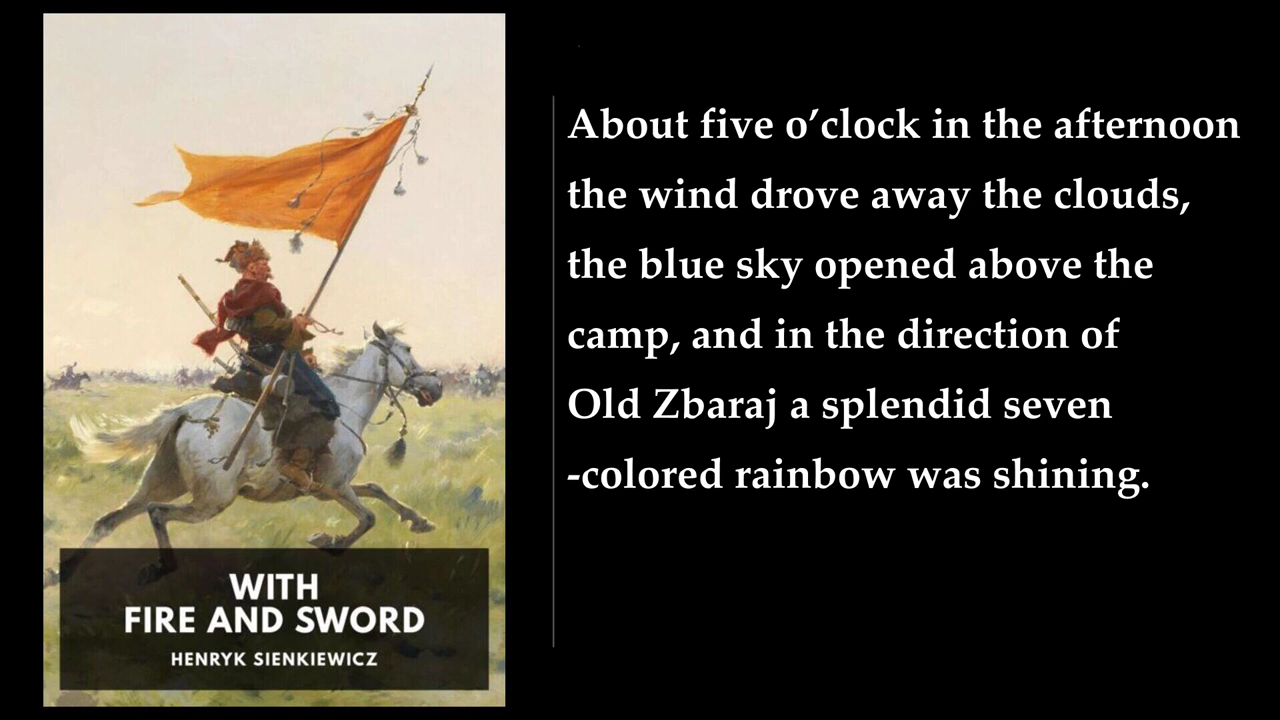 About five o’clock in the afternoon
the wind drove away the clouds,
the blue sky opened above the
camp, and in the direction of
Old Zbaraj a splendid seven
-colored rainbow was shining.
WITH
FIRE AND SWORD
HENRYK SIENKIEWICZ